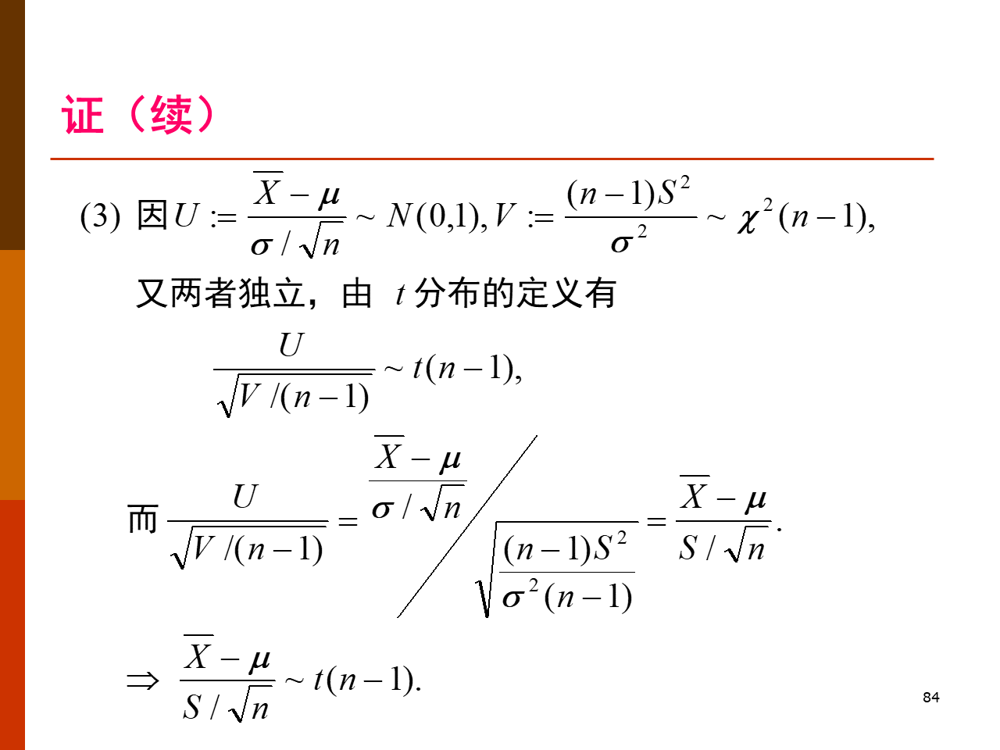 证（续）
(3) 因 $U := \frac{\overline{X} - \mu}{\sigma / \sqrt{n}} \sim N(0,1), V := \frac{(n-1)S^2}{\sigma^2} \sim \chi^2(n-1),$
又两者独立，由 t 分布的定义有
$\frac{U}{\sqrt{V/(n-1)}} \sim t(n-1),$
而 $\frac{U}{\sqrt{V/(n-1)}} = \frac{\overline{X} - \mu}{\sigma / \sqrt{n}} \Big/ \sqrt{\frac{(n-1)S^2}{\sigma^2(n-1)}} = \frac{\overline{X} - \mu}{S / \sqrt{n}}.$
$\Rightarrow \frac{\overline{X} - \mu}{S / \sqrt{n}} \sim t(n-1).$
84